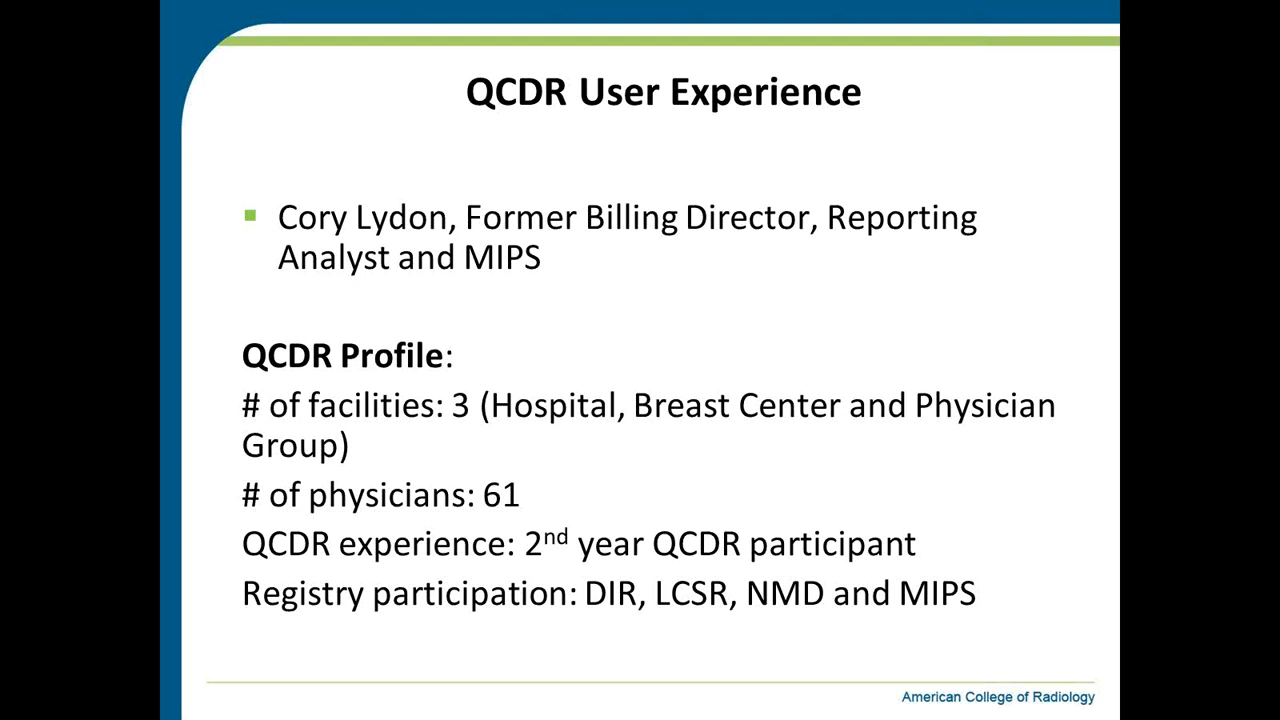 QCDR User Experience
Cory Lydon, Former Billing Director, Reporting
Analyst and MIPS
QCDR Profile:
# of facilities: 3 (Hospital, Breast Center and Physician
Group)
# of physicians: 61
QCDR experience: 2nd year QCDR participant
Registry participation: DIR, LCSR, NMD and MIPS
American College of Radiology